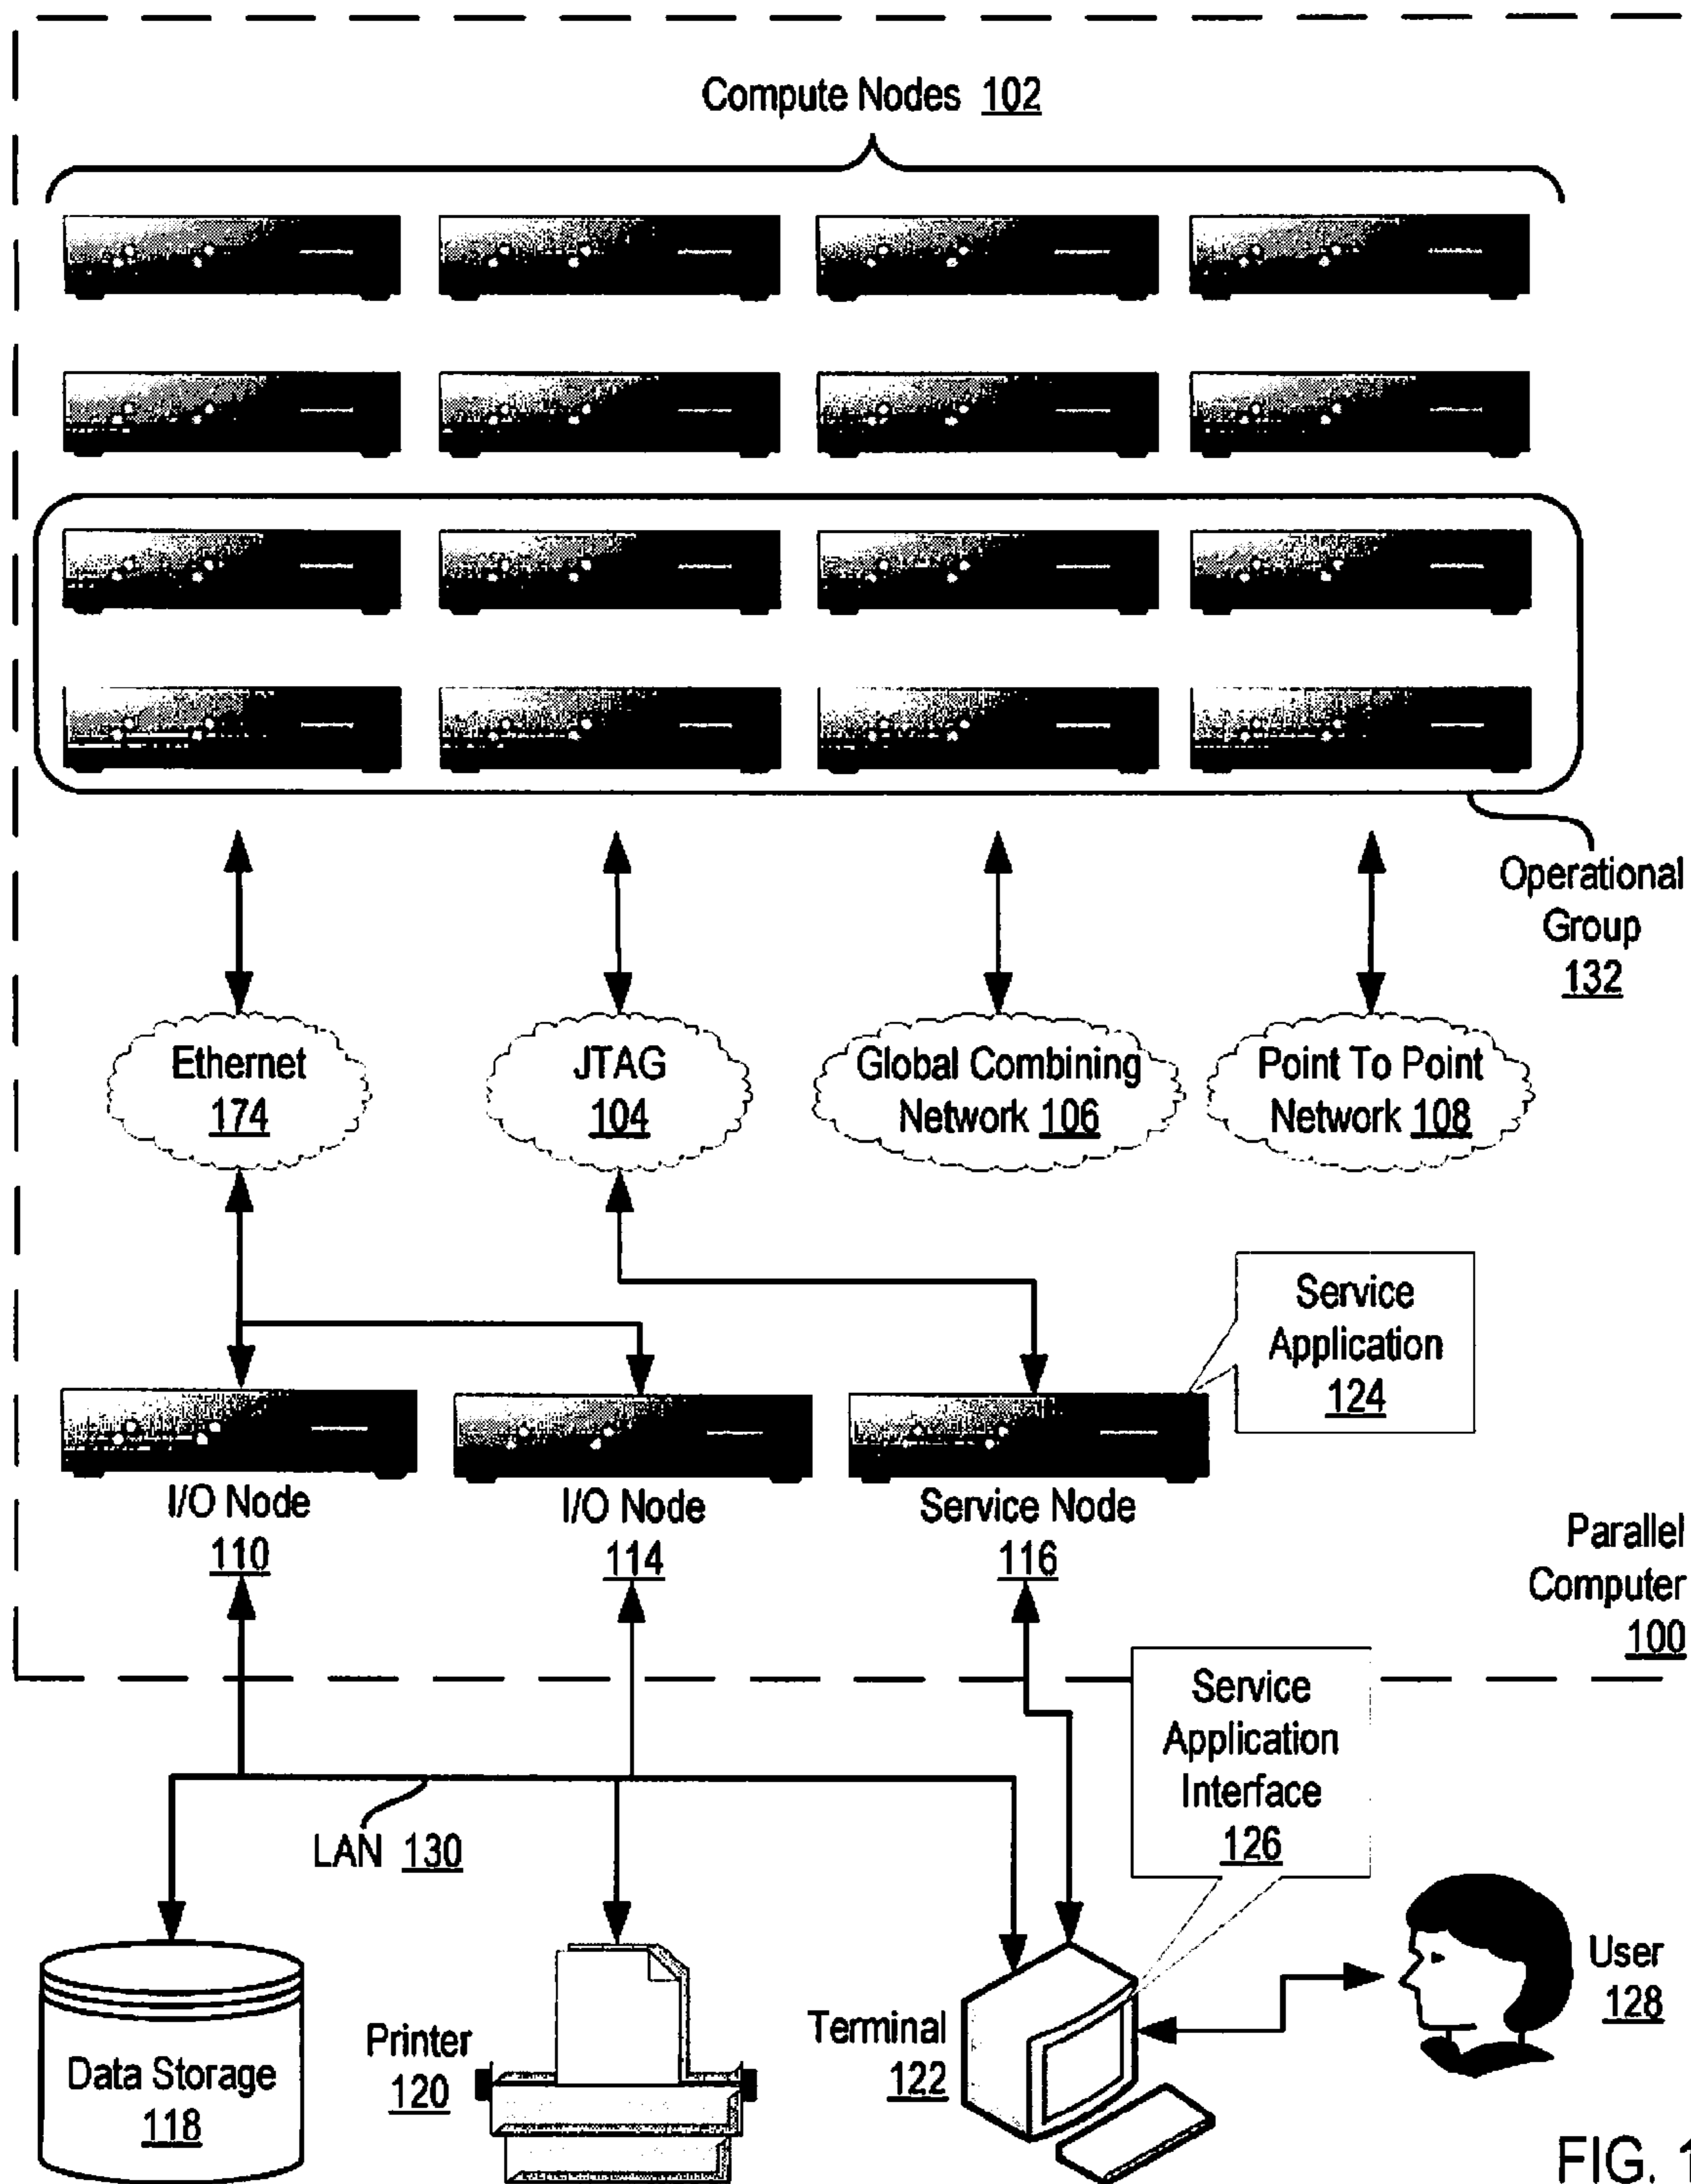 Compute Nodes 102
Operational
Group
132
Ethernet
174
JTAG
104
Global Combining
Network 106
Point To Point
Network 108
Service
Application
124
I/O Node
110
I/O Node
114
Service Node
116
Parallel
Computer
100
Service
Application
Interface
126
LAN 130
Data Storage
118
Printer
120
Terminal
122
User
128
FIG. 1